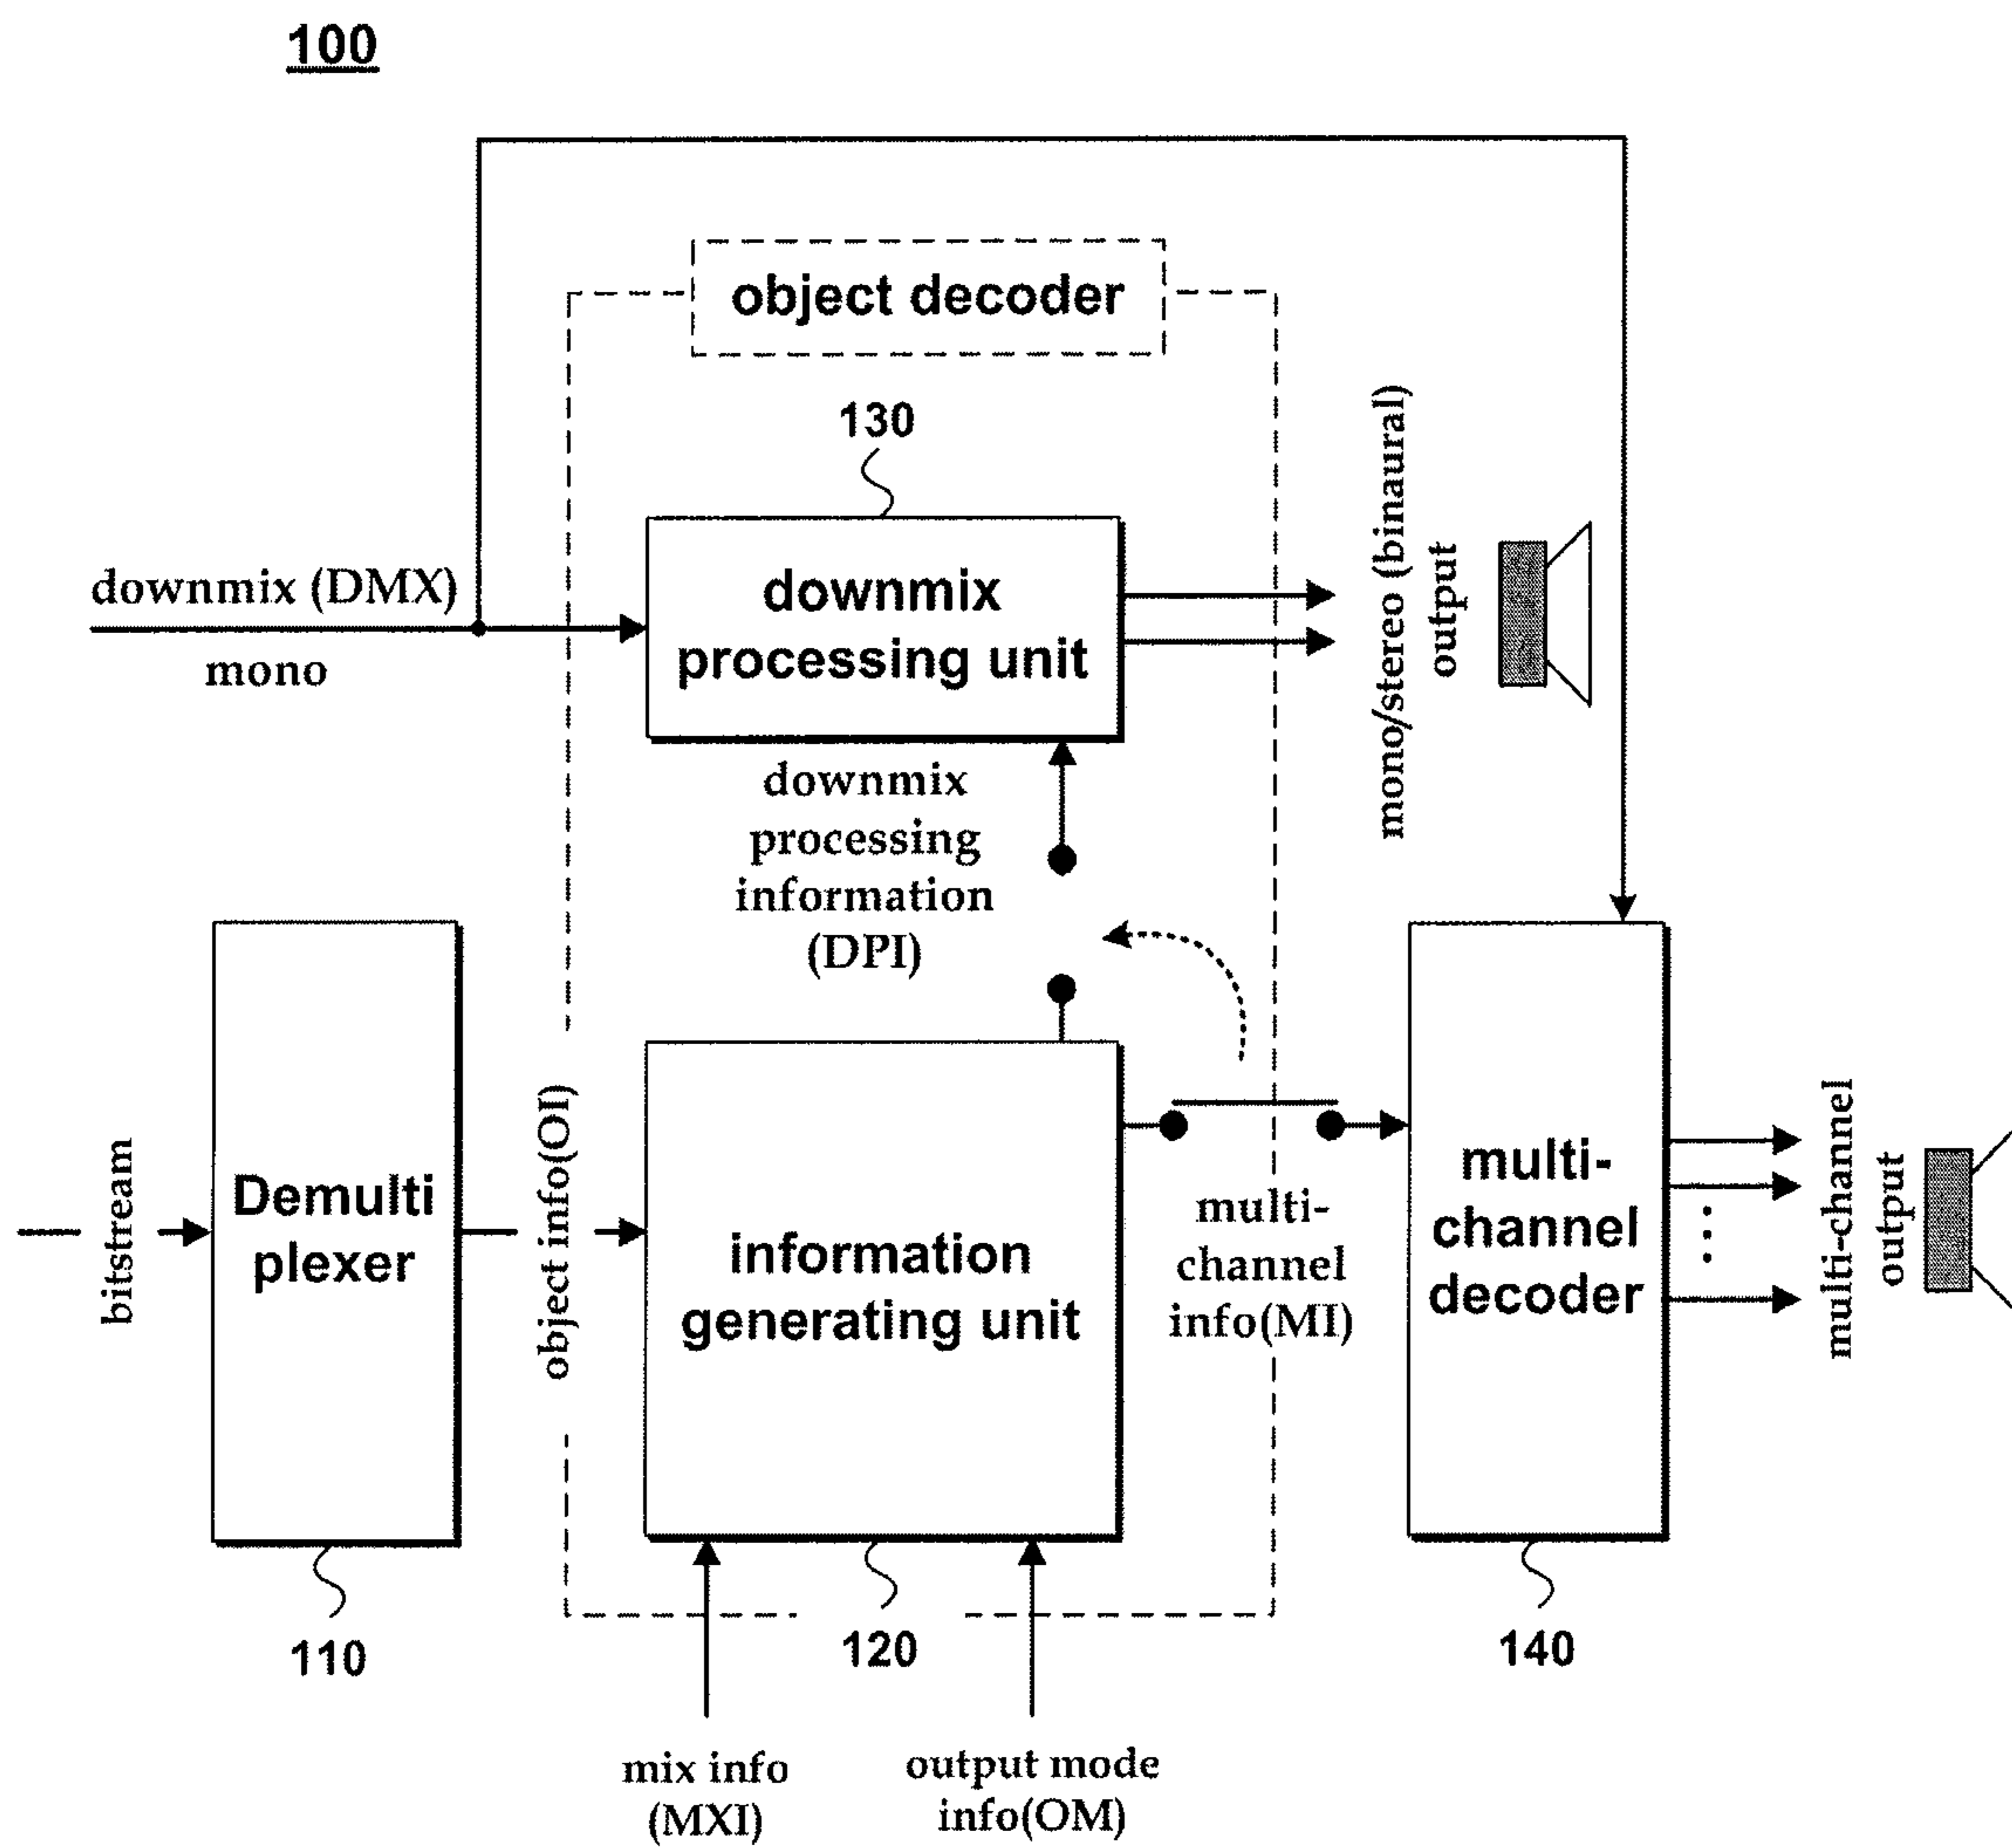 100
object decoder
130
downmix (DMX)
mono
downmix
processing unit
mono/stereo (binaural)
output
downmix
processing
information
(DPI)
bitstream
Demulti
plexer
object info(OI)
information
generating unit
multi-
channel
info(MI)
multi-
channel
decoder
multi-channel
output
110
120
140
mix info
(MXI)
output mode
info(OM)